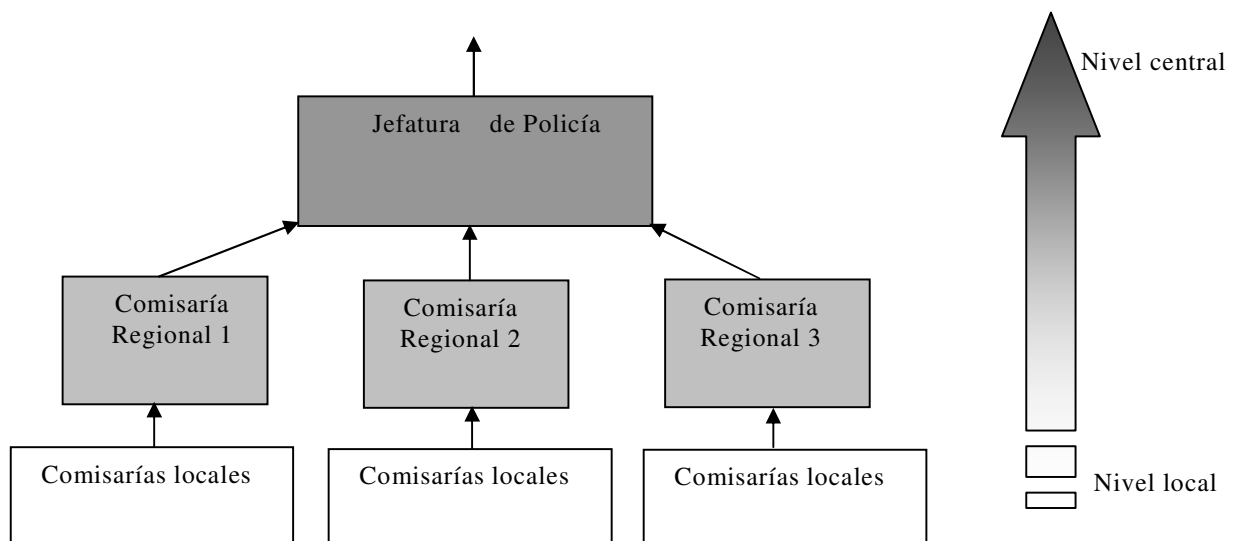 Nivel central
Jefatura de Policía
Comisaría
Regional 1
Comisaría
Regional 2
Comisaría
Regional 3
Comisarías locales
Comisarías locales
Comisarías locales
Nivel local